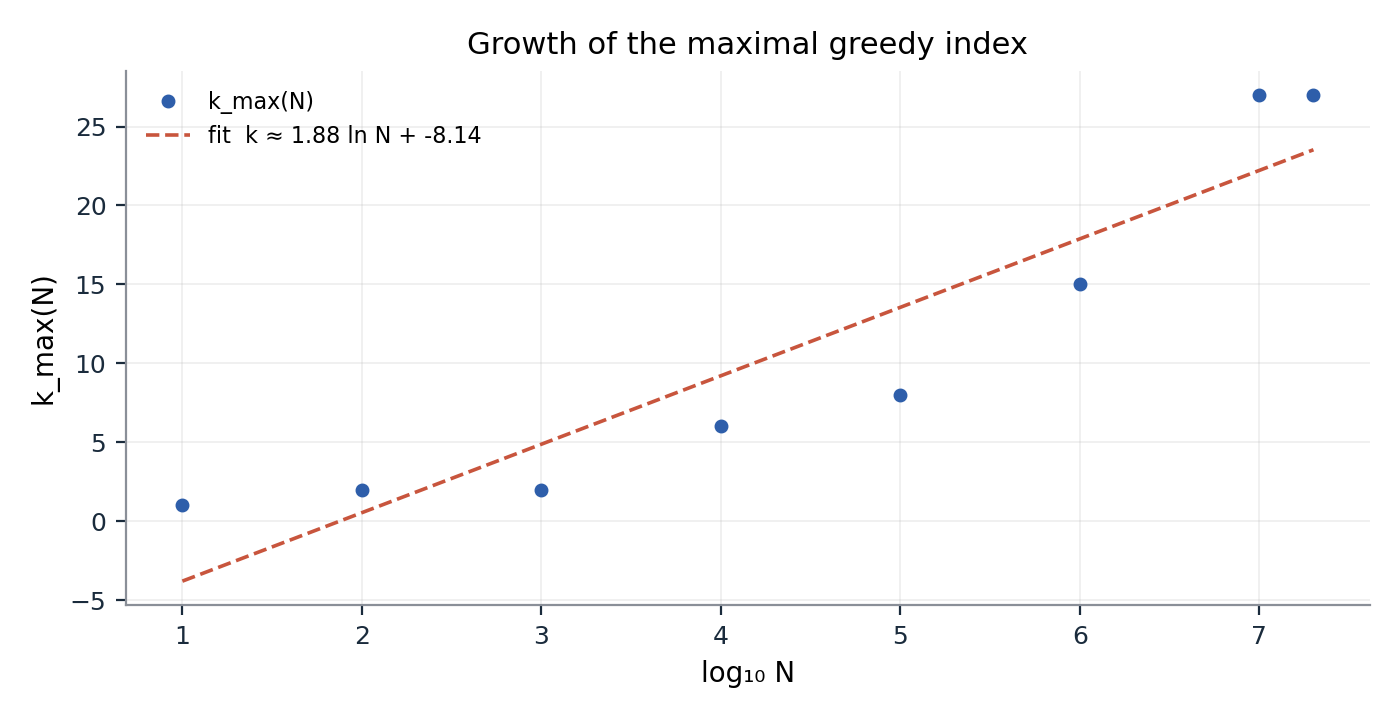 Growth of the maximal greedy index
k_max(N)
fit k ≈ 1.88 ln N + -8.14
k_max(N)
25
20
15
10
5
0
−5
1 2 3 4 5 6 7
log₁₀ N